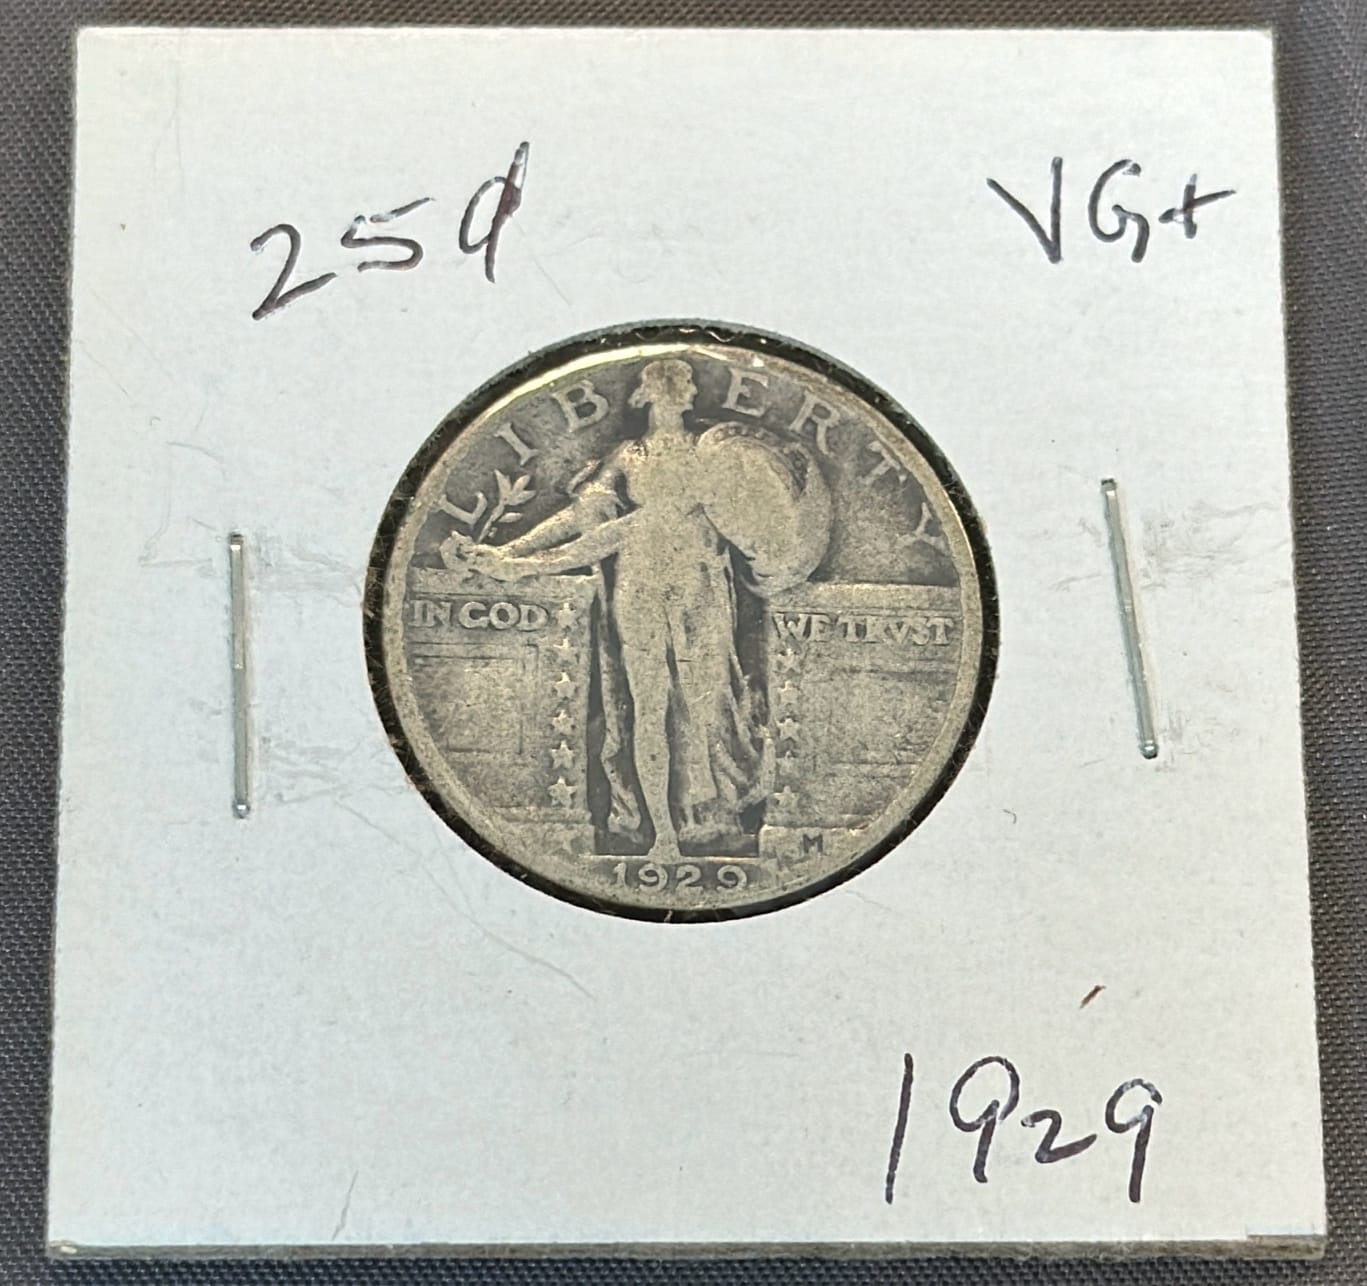 25¢ VG+
LIBERTY
IN GOD WE TRVST
M
1929
1929